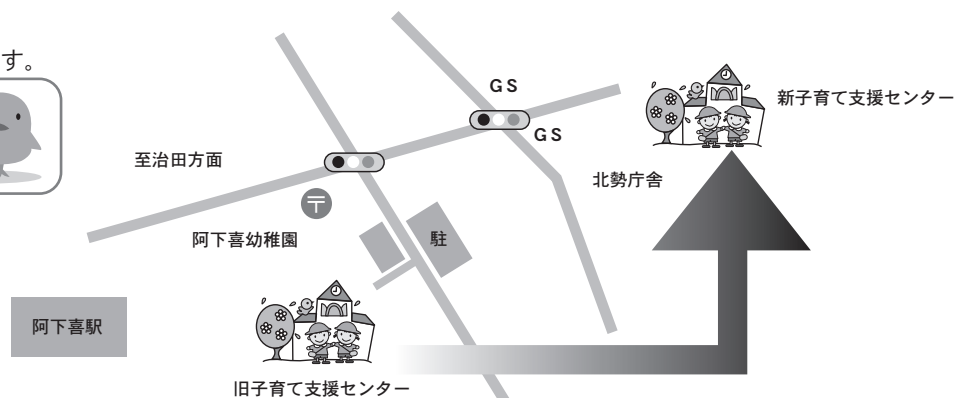 す。
GS
新子育て支援センター
GS
至治田方面
北勢庁舎
〒
阿下喜幼稚園
駐
阿下喜駅
旧子育て支援センター